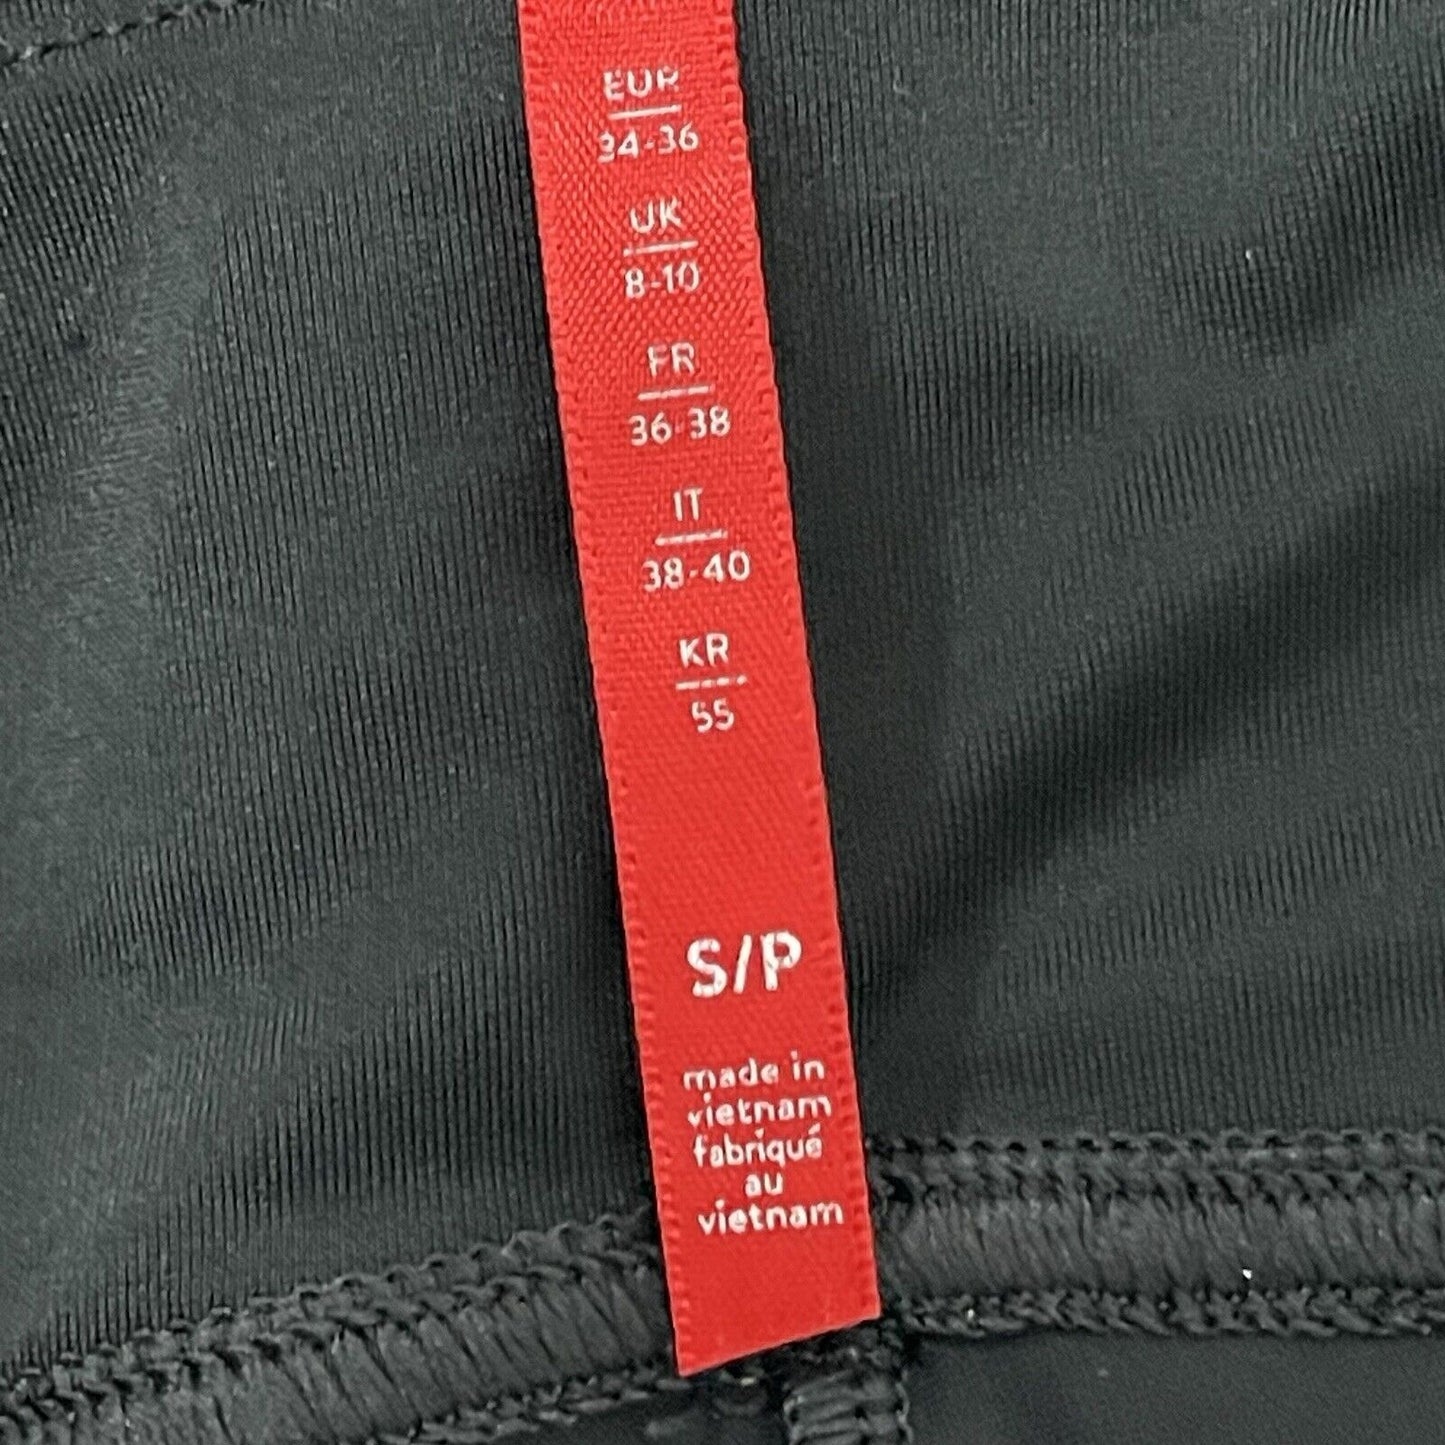 EUR
34-36
UK
8-10
FR
36-38
IT
38-40
KR
55
S/P
made in
vietnam
fabriqué
au
vietnam